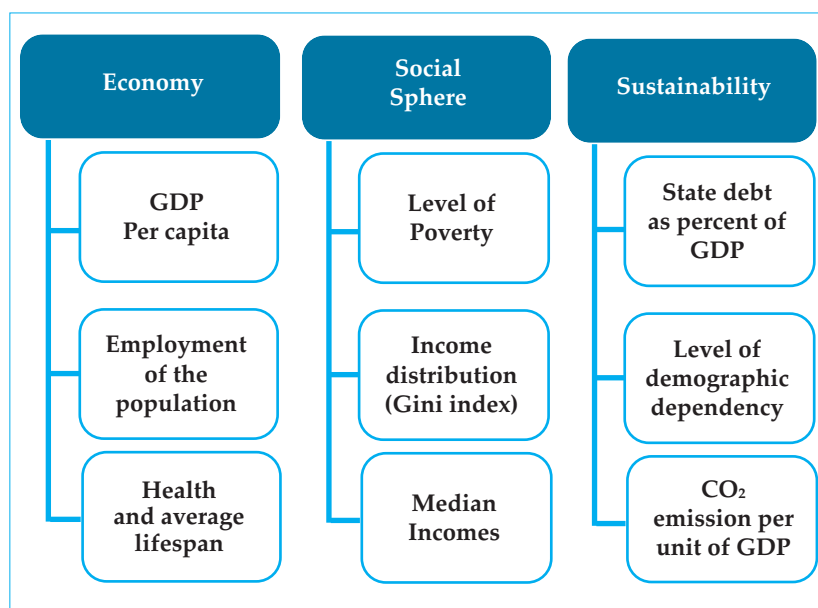 Economy
GDP
Per capita
Employment
of the
population
Health
and average
lifespan
Social
Sphere
Level of
Poverty
Income
distribution
(Gini index)
Median
Incomes
Sustainability
State debt
as percent of
GDP
Level of
demographic
dependency
CO₂
emission per
unit of GDP